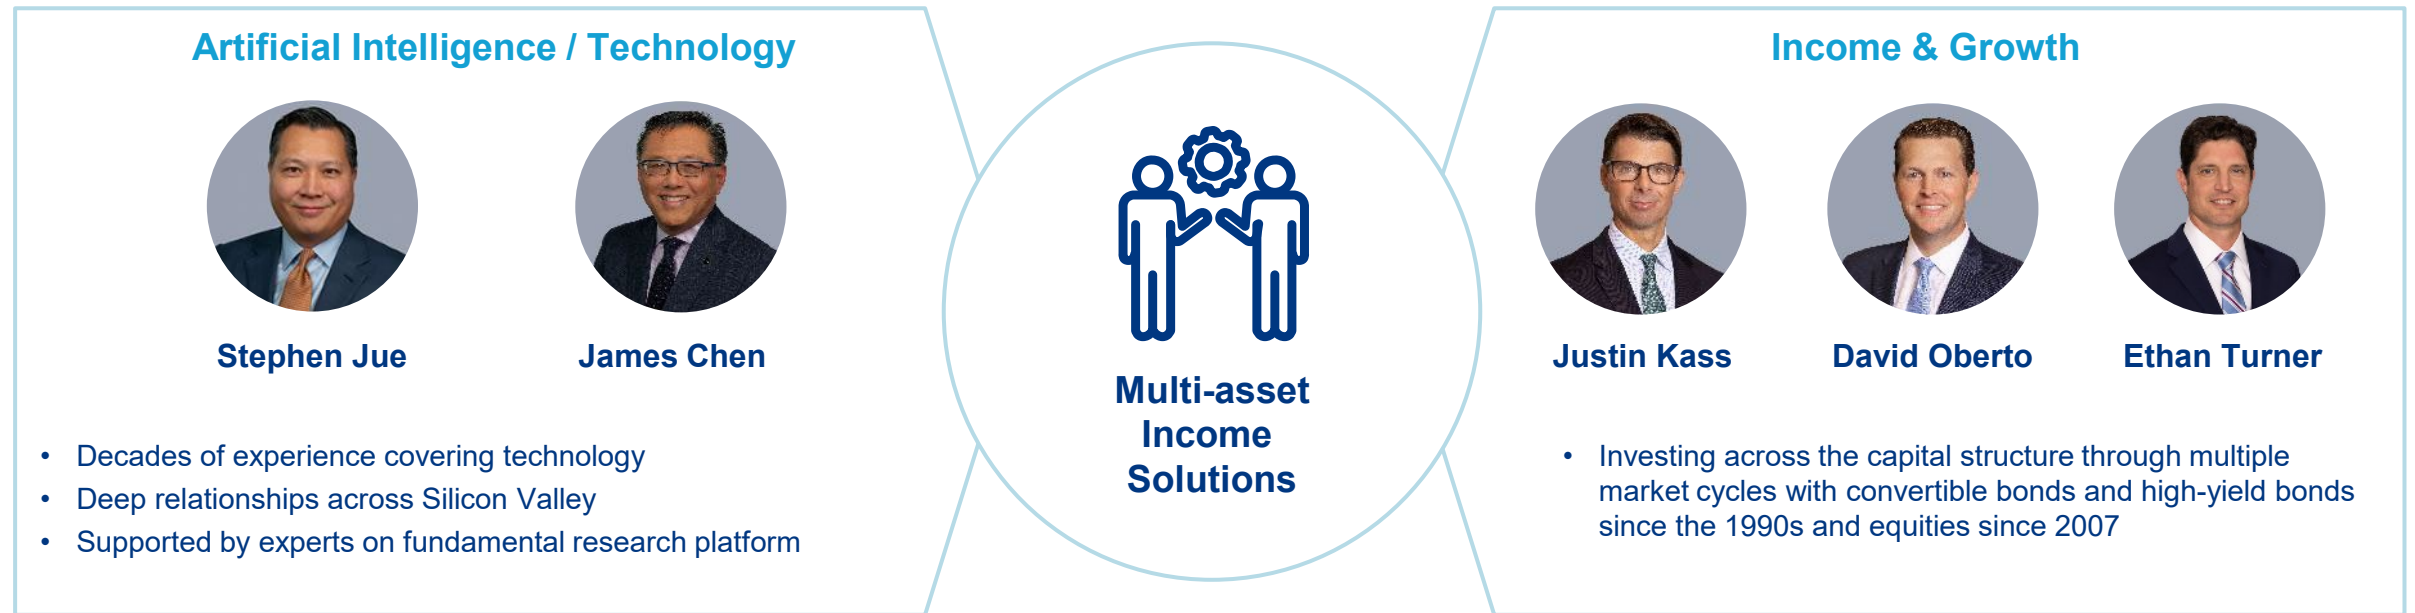 Artificial Intelligence / Technology
Stephen Jue
James Chen
• Decades of experience covering technology
• Deep relationships across Silicon Valley
• Supported by experts on fundamental research platform
Multi-asset
Income
Solutions
Income & Growth
Justin Kass
David Oberto
Ethan Turner
• Investing across the capital structure through multiple
market cycles with convertible bonds and high-yield bonds
since the 1990s and equities since 2007